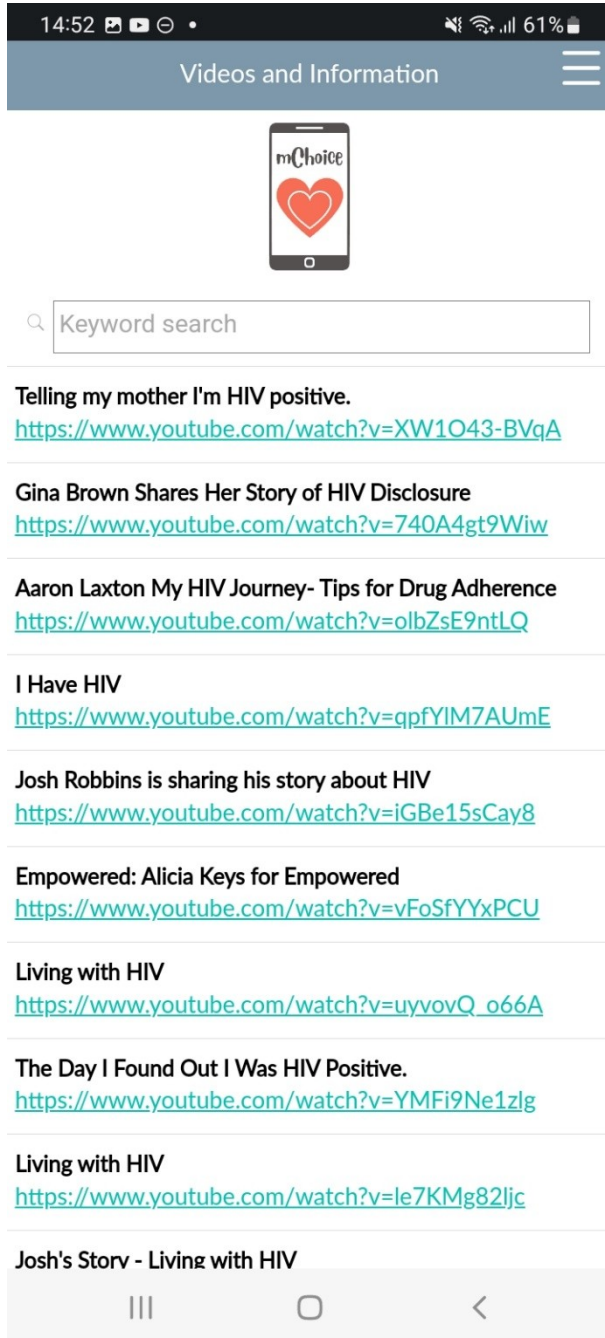 14:52
61%
Videos and Information
mChoice
Keyword search
Telling my mother I'm HIV positive.
https://www.youtube.com/watch?v=XW1O43-BVqA
Gina Brown Shares Her Story of HIV Disclosure
https://www.youtube.com/watch?v=740A4gt9Wiw
Aaron Laxton My HIV Journey- Tips for Drug Adherence
https://www.youtube.com/watch?v=olbZsE9ntLQ
I Have HIV
https://www.youtube.com/watch?v=qpfYlM7AUmE
Josh Robbins is sharing his story about HIV
https://www.youtube.com/watch?v=iGBe15sCay8
Empowered: Alicia Keys for Empowered
https://www.youtube.com/watch?v=vFoSfYYxPCU
Living with HIV
https://www.youtube.com/watch?v=uyvovQ_o66A
The Day I Found Out I Was HIV Positive.
https://www.youtube.com/watch?v=YMFi9Ne1zlg
Living with HIV
https://www.youtube.com/watch?v=le7KMg82ljc
Josh's Story - Living with HIV